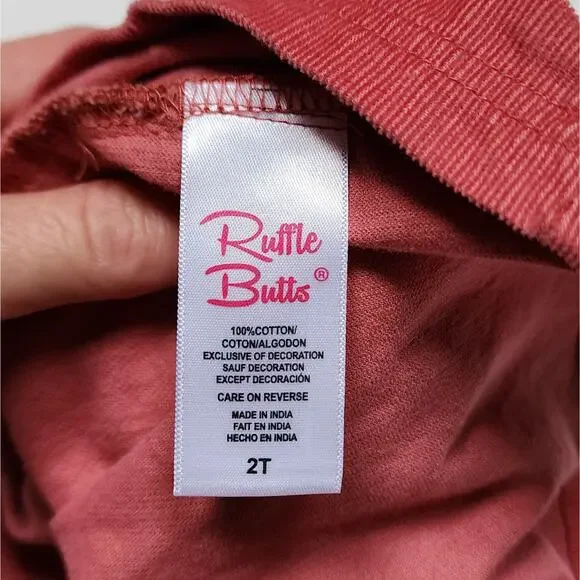 Ruffle
Butts®
100%COTTON/
COTON/ALGODON
EXCLUSIVE OF DECORATION
SAUF DECORATION
EXCEPT DECORACIÓN
CARE ON REVERSE
MADE IN INDIA
FAIT EN INDIA
HECHO EN INDIA
2T